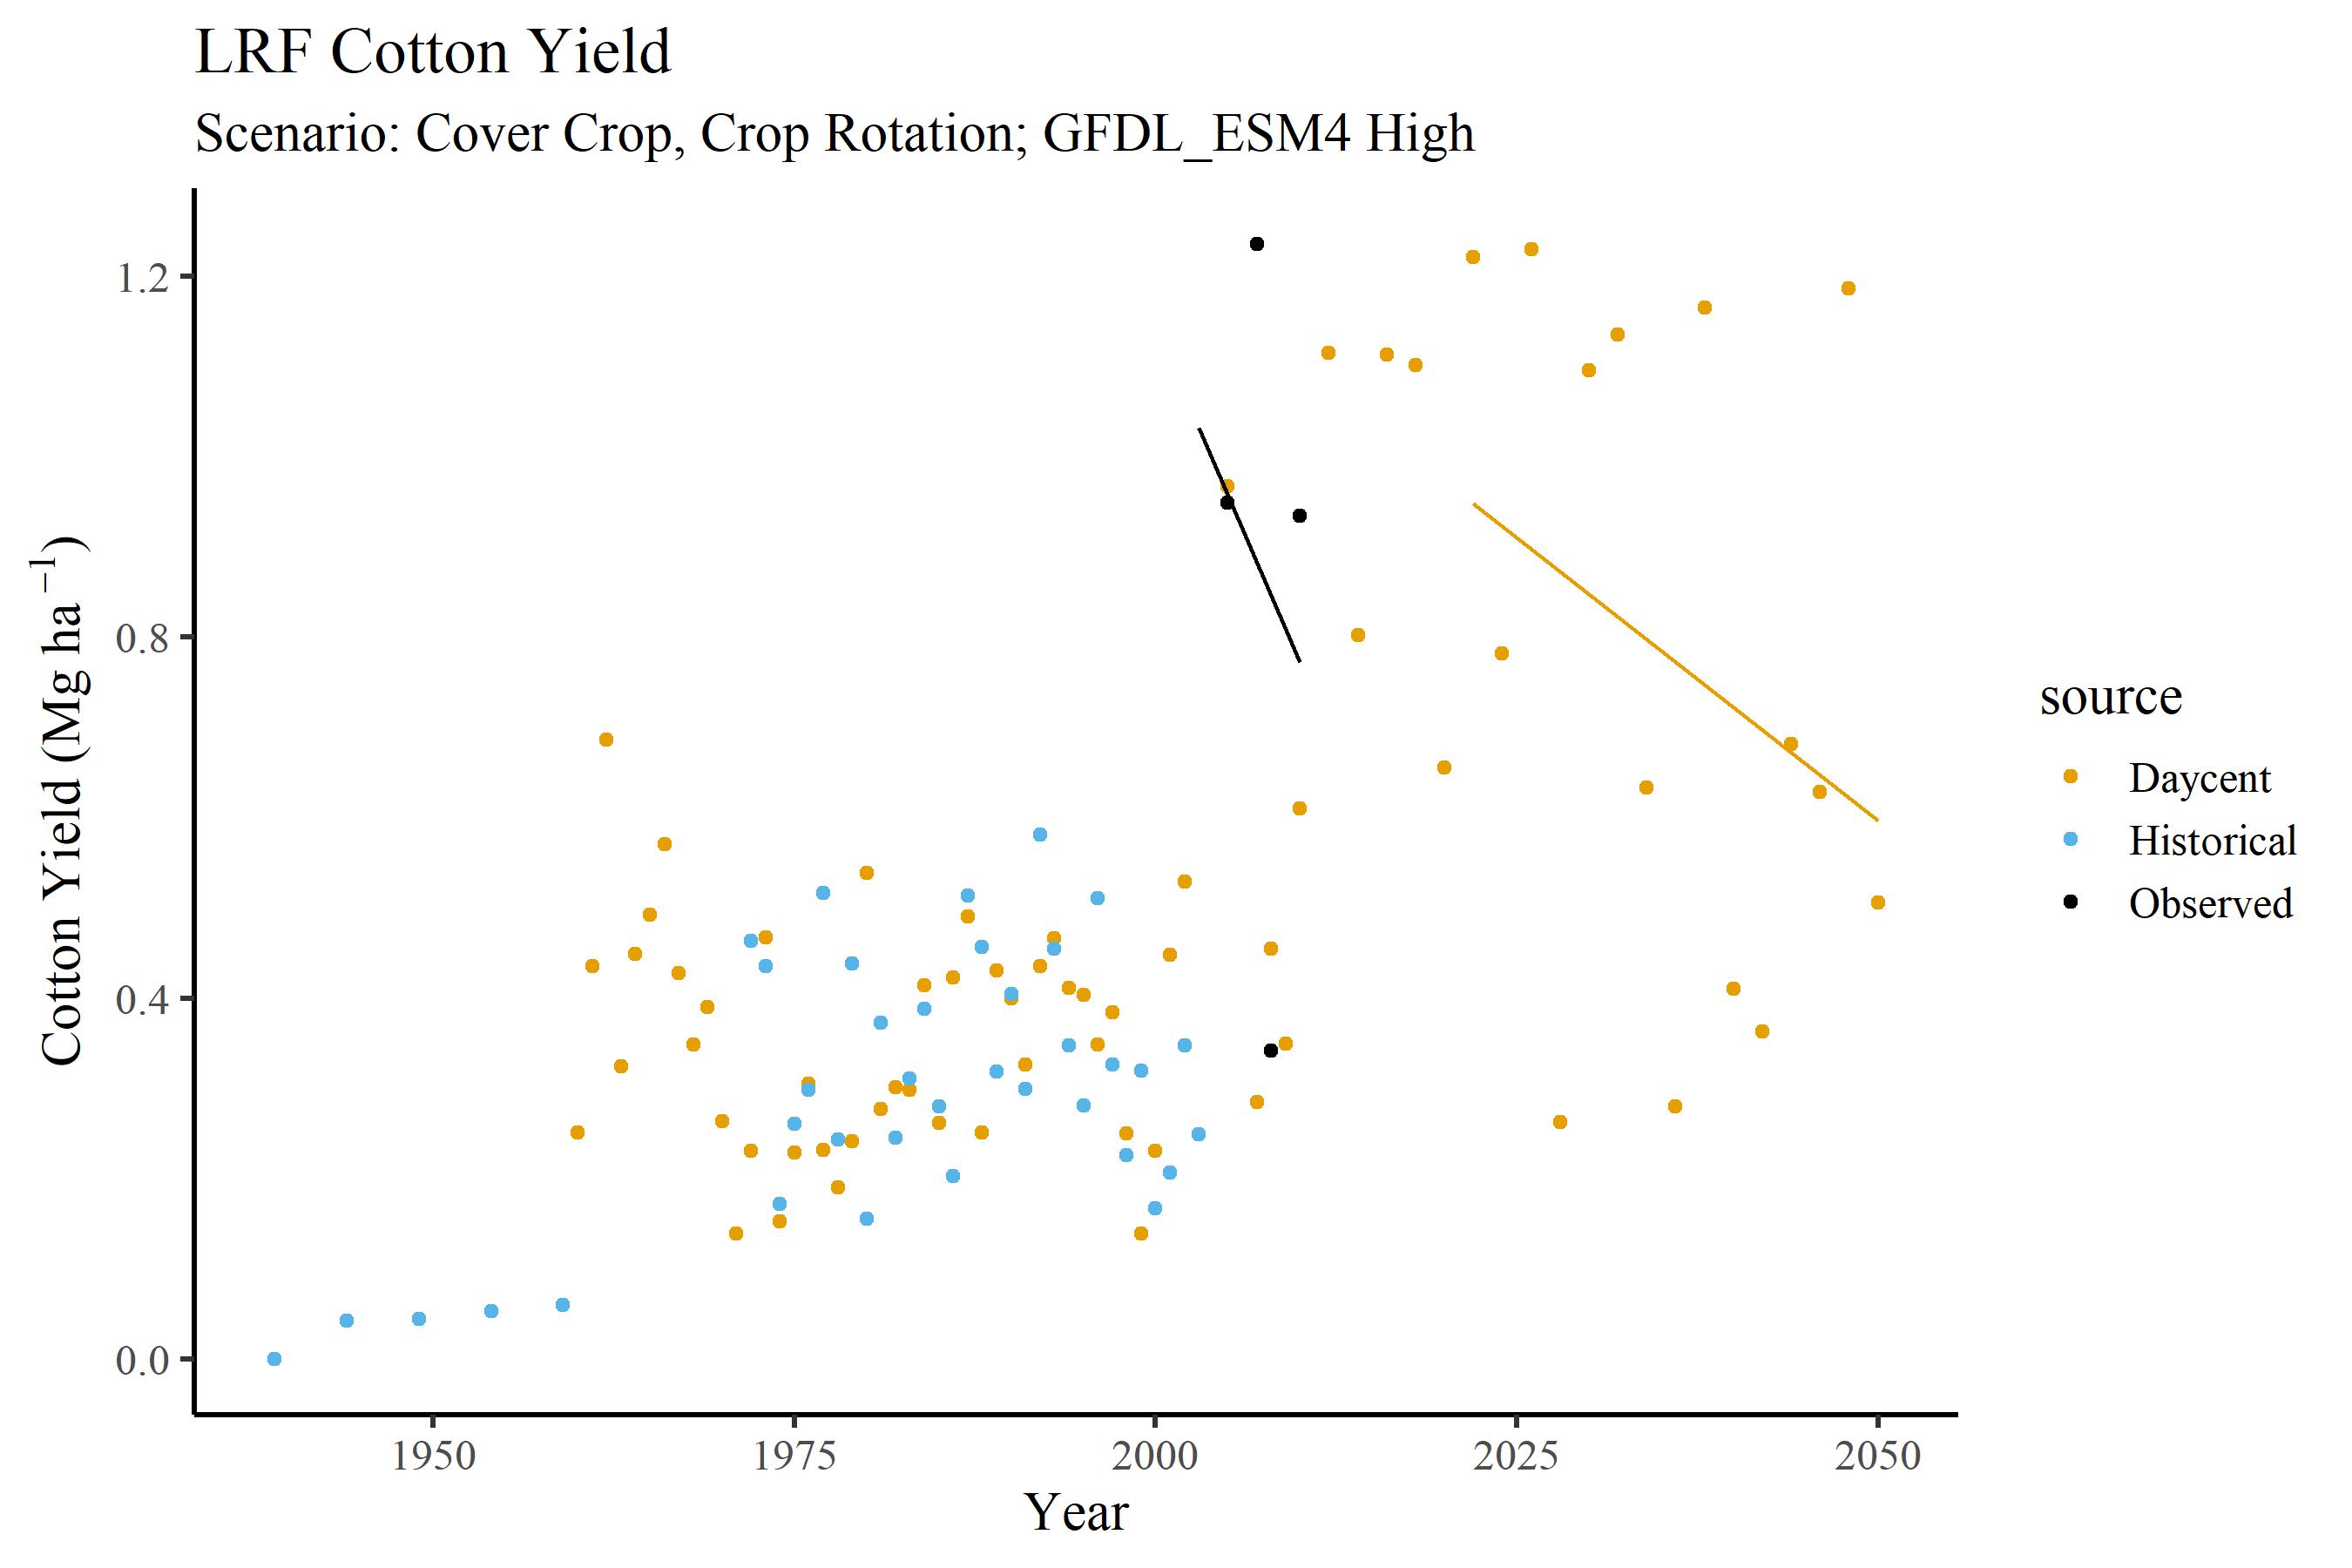 LRF Cotton Yield
Scenario: Cover Crop, Crop Rotation; GFDL_ESM4 High
Cotton Yield (Mg ha −1)
1.2
0.8
0.4
0.0
1950 1975 2000 2025 2050
Year
source
Daycent
Historical
Observed